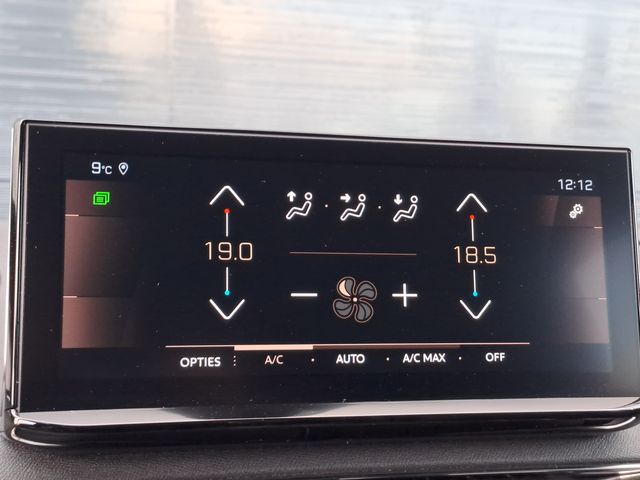 9°C
12:12
19.0
18.5
OPTIES A/C AUTO A/C MAX OFF